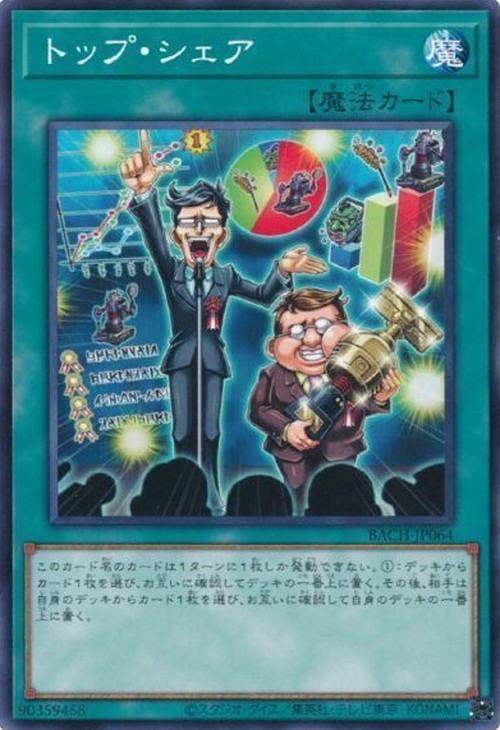 トップ・シェア
魔
【魔法カード】
1
BACH-JP064
このカード名のカードは1ターンに1枚しか発動できない。①:デッキから
カード1枚を選び、お互いに確認してデッキの一番上に置く。その後、相手は
自身のデッキからカード1枚を選び、お互いに確認して自身のデッキの一番
上に置く。
90359458
©スタジオ・ダイス/集英社・テレビ東京・KONAMI